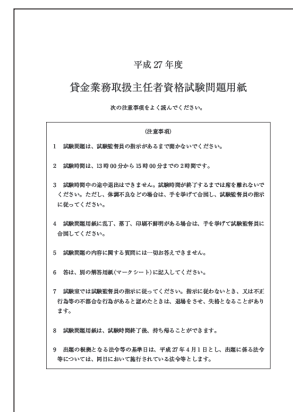 平成 27 年度
貸金業務取扱主任者資格試験問題用紙
次の注意事項をよく読んでください。
(注意事項)
1 試験問題は、試験監督員の指示があるまで開かないでください。
2 試験時間は、13 時 00 分から 15 時 00 分までの 2 時間です。
3 試験時間中の途中退出はできません。試験時間が終了するまでは席を離れないで
ください。ただし、体調不良などの場合は、手を挙げて合図し、試験監督員の指示
に従ってください。
4 試験問題用紙に乱丁、落丁、印刷不鮮明がある場合は、手を挙げて試験監督員に
合図してください。
5 試験問題の内容に関する質問には一切お答えできません。
6 答は、別の解答用紙(マークシート)に記入してください。
7 試験室では試験監督員の指示に従ってください。指示に従わないとき、又は不正
行為等の不都合な行為があると認めたときは、退場をさせ、失格となることがあり
ます。
8 試験問題用紙は、試験時間終了後、持ち帰ることができます。
9 出題の根拠となる法令等の基準日は、平成 27 年 4 月 1 日とし、出題に係る法令
等については、同日において施行されている法令等とします。